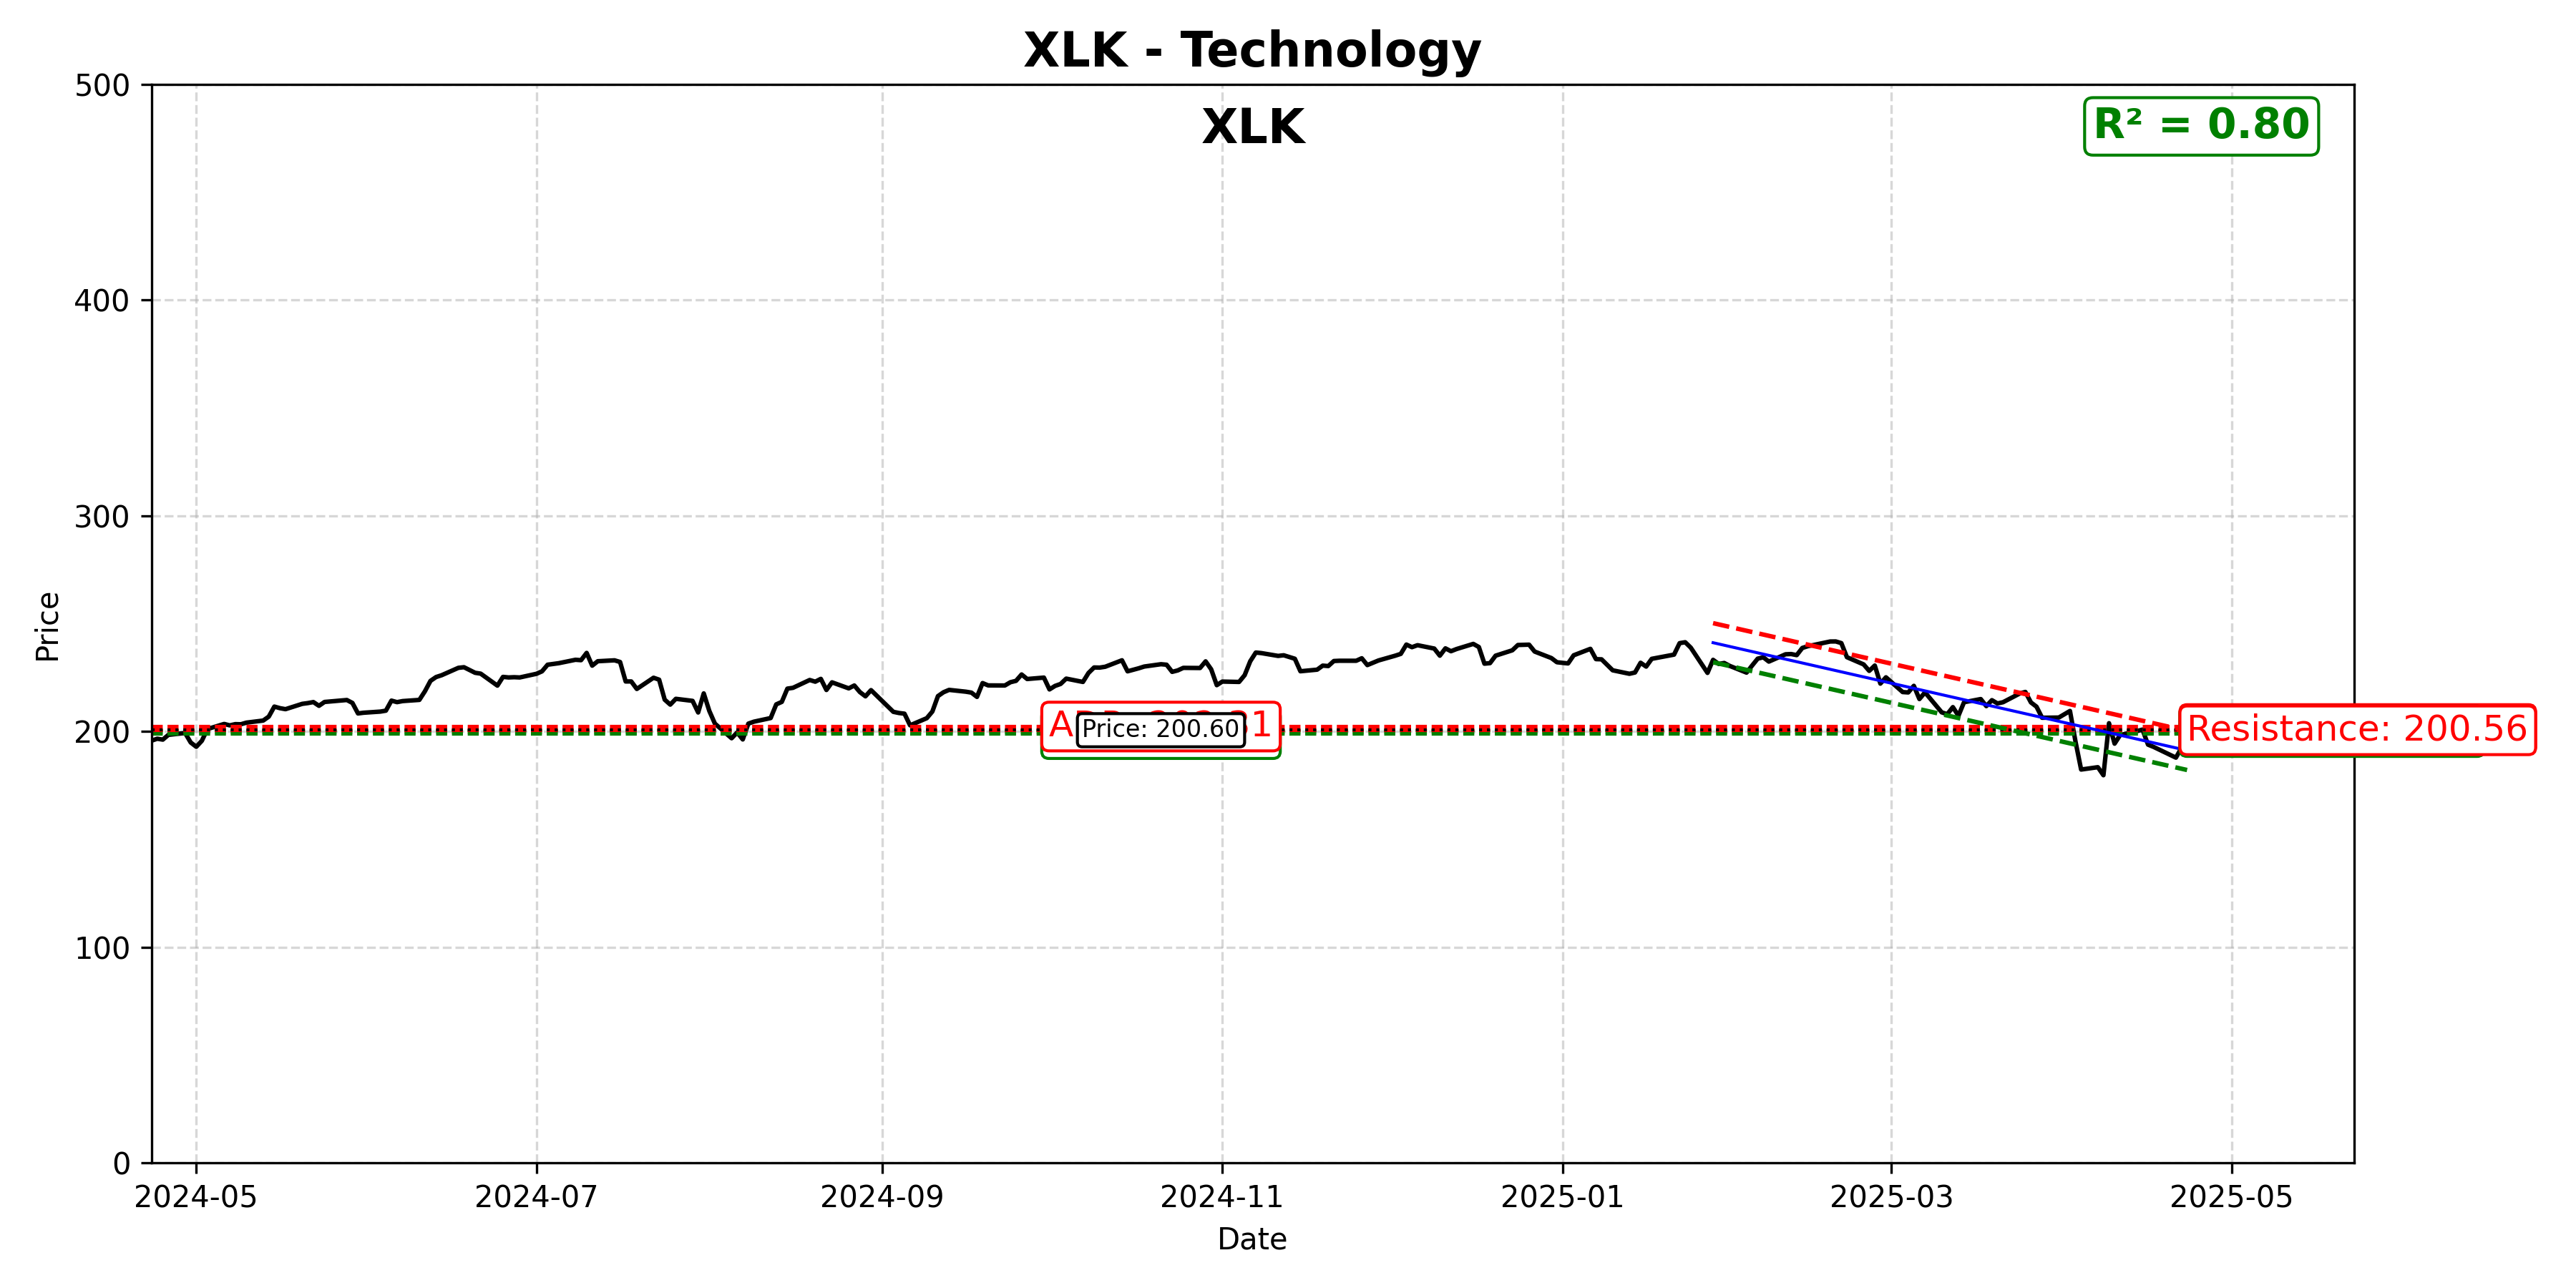 XLK - Technology
XLK
R² = 0.80
500
400
300
200
100
0
Price
Price: 200.60
Resistance: 200.56
2024-05
2024-07
2024-09
2024-11
2025-01
2025-03
2025-05
Date